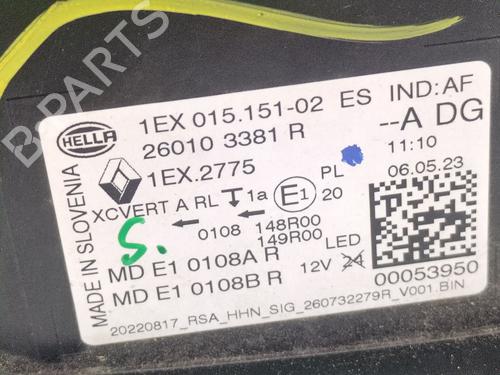 B-PARTS
HELLA
1EX 015.151-02 ES IND:AF
26010 3381 R --A DG
1EX.2775 11:10
PL 06.05.23
XCVERT A RL 1a E1 20
0108 148R00
149R00
S.
MD E1 0108A R LED
MD E1 0108B R 12V 24
00053950
20220817_RSA_HHN_SIG_260732279R_V001.BIN
MADE IN SLOVENIA